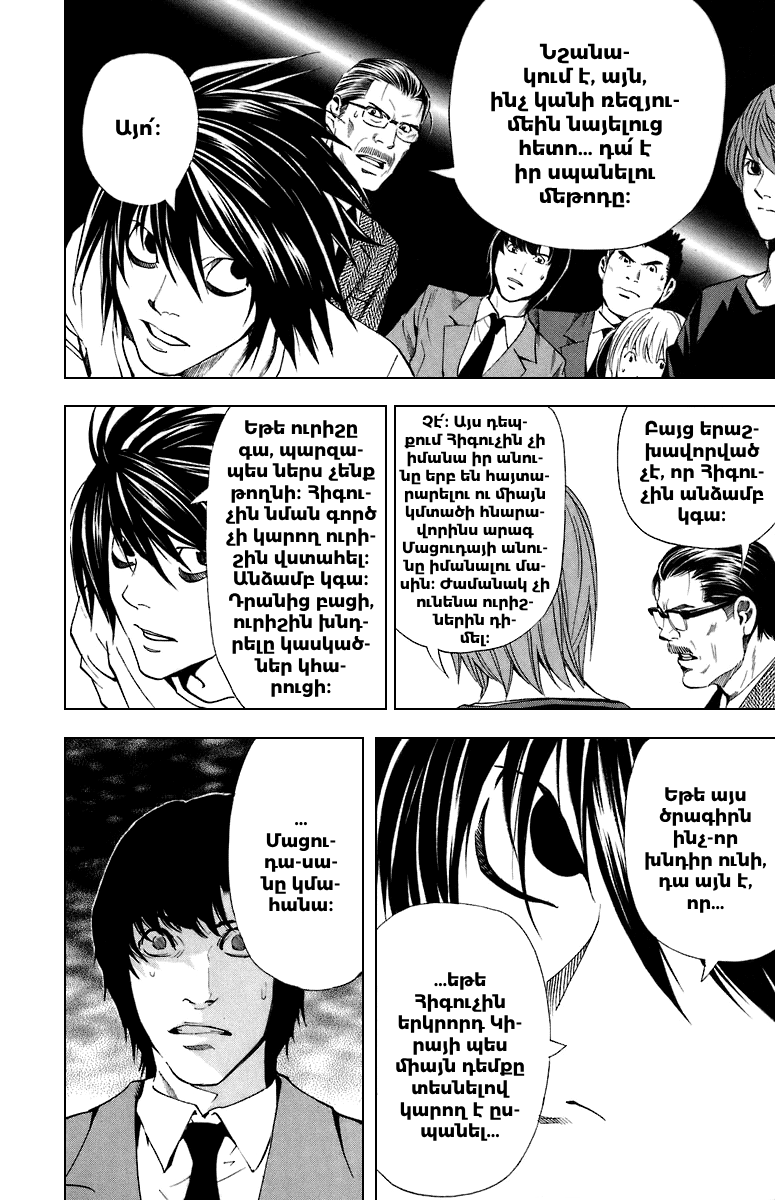 Նշանա-
կում է, այն,
ինչ կանի ռեզյու-
մեին նայելուց
հետո... դա՛ է
իր սպանելու
մեթոդը:
Այո՛:
Բայց երաշ-
խավորված
չէ, որ Հիգու-
չին անձամբ
կգա:
Չէ՛: Այս դեպ-
քում Հիգուչին չի
իմանա իր անու-
նը երբ են հայտա-
րարելու ու միայն
կմտածի հնարա-
վորինս արագ
Մացուդայի անու-
նը իմանալու մա-
սին: Ժամանակ չի
ունենա ուրիշ-
ներին դի-
մել:
Եթե ուրիշը
գա, պարզա-
պես ներս չենք
թողնի: Հիգու-
չին նման գործ
չի կարող ուրի-
շին վստահել:
Անձամբ կգա:
Դրանից բացի,
ուրիշին խնդ-
րելը կասկած-
ներ կհա-
րուցի:
Եթե այս
ծրագիրն
ինչ-որ
խնդիր ունի,
դա այն է,
որ...
...եթե
Հիգուչին
երկրորդ Կի-
րայի պես
միայն դեմքը
տեսնելով
կարող է ըս-
պանել...
...
Մացու-
դա-սա-
նը կմա-
հանա: